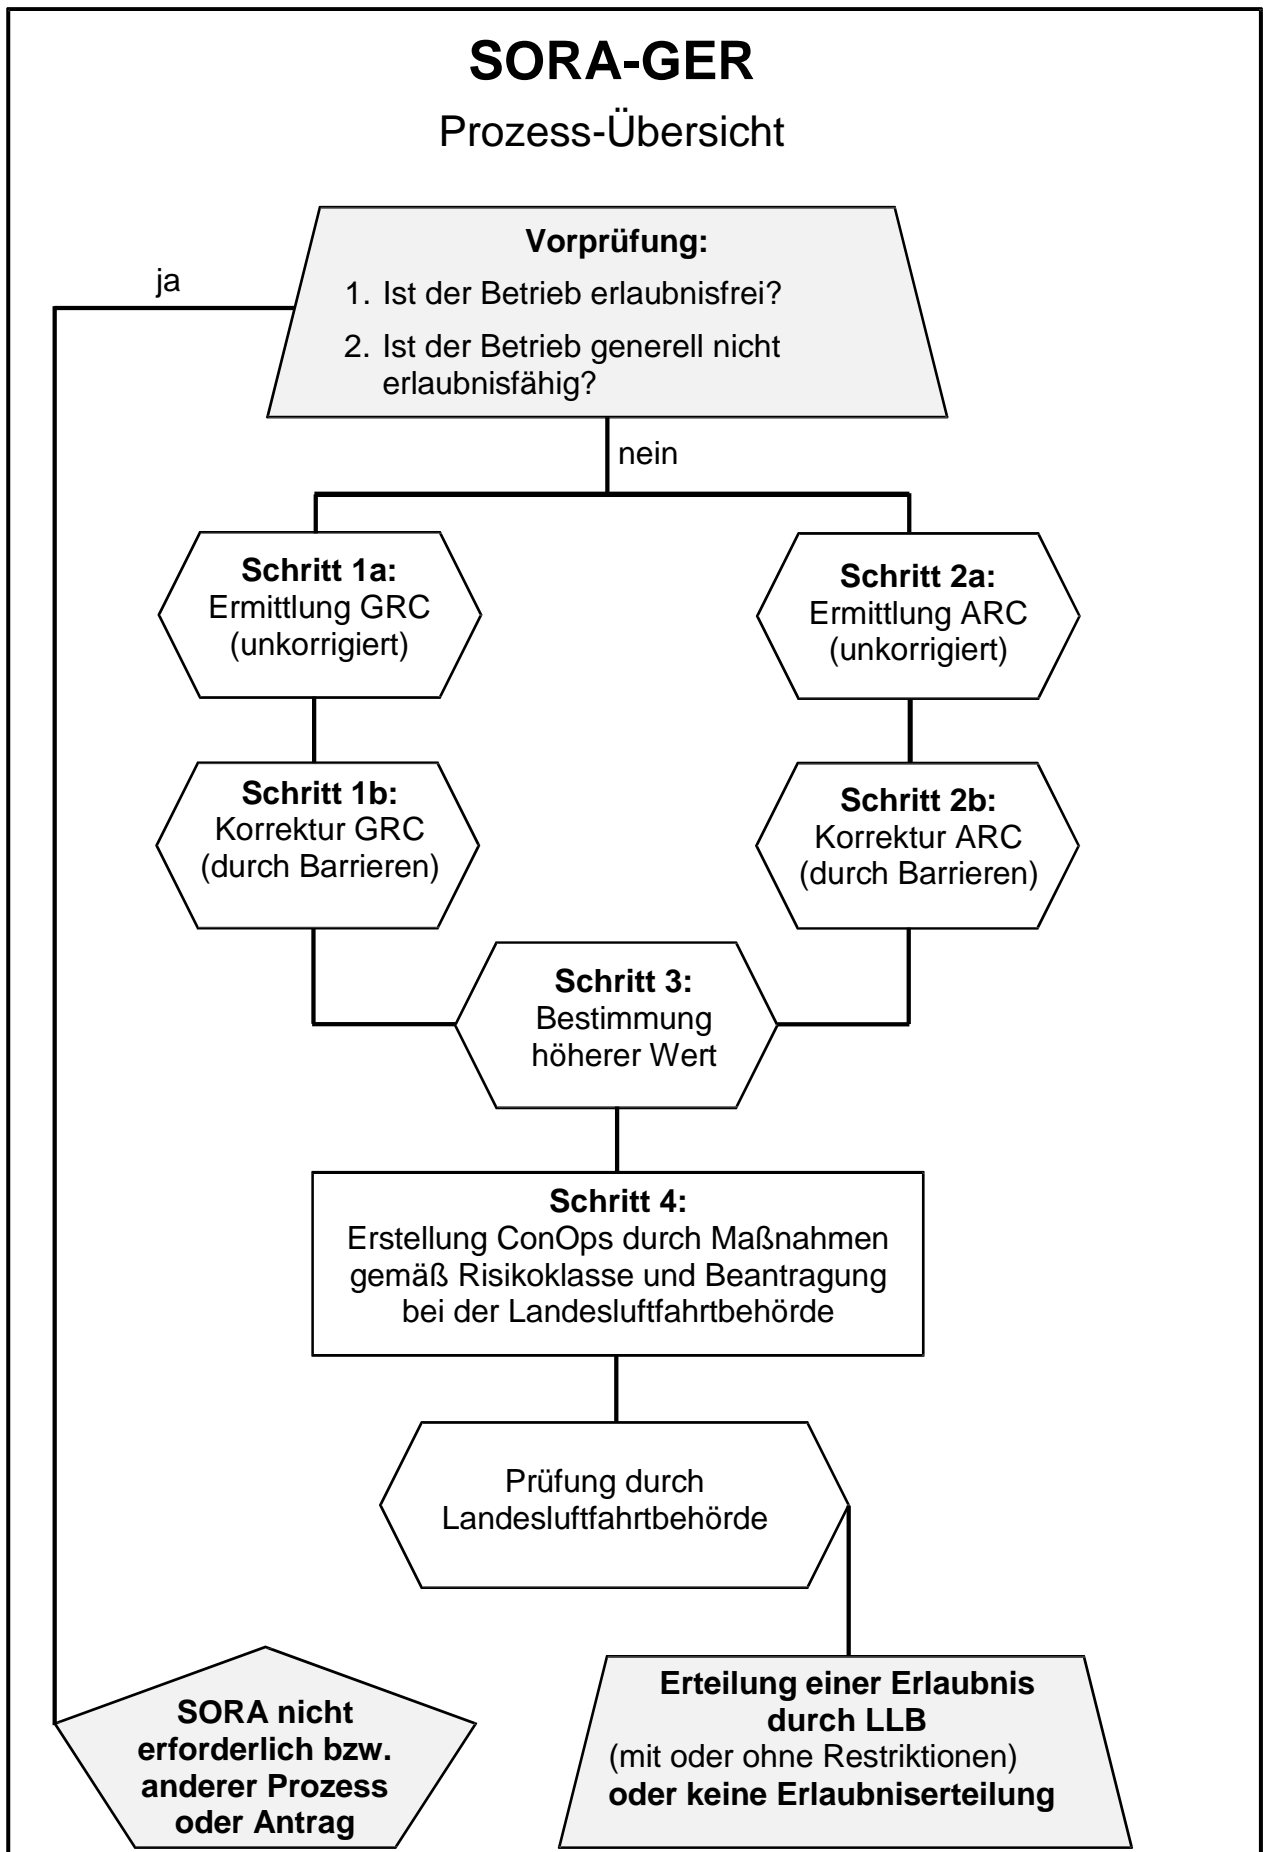 SORA-GER
Prozess-Übersicht
Vorprüfung:
ja
1. Ist der Betrieb erlaubnisfrei?
2. Ist der Betrieb generell nicht
erlaubnisfähig?
nein
Schritt 1a:
Ermittlung GRC
(unkorrigiert)
Schritt 2a:
Ermittlung ARC
(unkorrigiert)
Schritt 1b:
Korrektur GRC
(durch Barrieren)
Schritt 2b:
Korrektur ARC
(durch Barrieren)
Schritt 3:
Bestimmung
höherer Wert
Schritt 4:
Erstellung ConOps durch Maßnahmen
gemäß Risikoklasse und Beantragung
bei der Landesluftfahrtbehörde
Prüfung durch
Landesluftfahrtbehörde
SORA nicht
erforderlich bzw.
anderer Prozess
oder Antrag
Erteilung einer Erlaubnis
durch LLB
(mit oder ohne Restriktionen)
oder keine Erlaubniserteilung